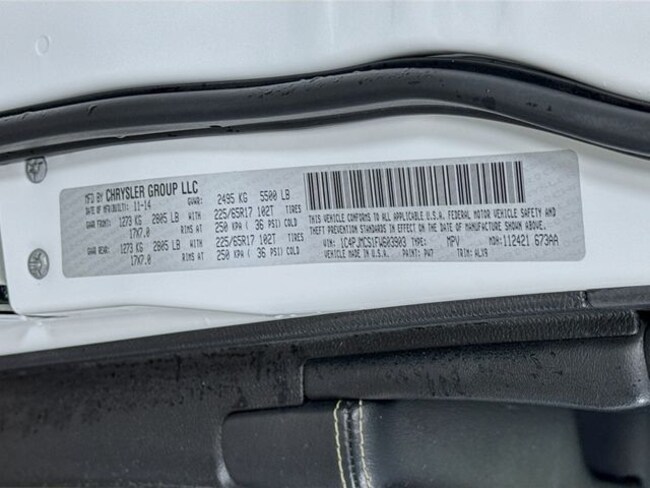 MFD BY CHRYSLER GROUP LLC
DATE OF MFR(BUILT): 11-14 GVWR: 2495 KG 5500 LB
GAWR FRONT: 1273 KG 2805 LB WITH 225/65R17 102T TIRES
17X7.0 RIMS AT 250 KPA ( 36 PSI) COLD
GAWR REAR: 1273 KG 2805 LB WITH 225/65R17 102T TIRES
17X7.0 RIMS AT 250 KPA ( 36 PSI) COLD
THIS VEHICLE CONFORMS TO ALL APPLICABLE U.S.A. FEDERAL MOTOR VEHICLE SAFETY AND
THEFT PREVENTION STANDARDS IN EFFECT ON THE DATE OF MANUFACTURE SHOWN ABOVE.
VIN: 1C4PJMCS1FW603903 TYPE: MPV MDH: 112421 673AA
VEHICLE MADE IN U.S.A. PAINT: PW7 TRIM: ALX9